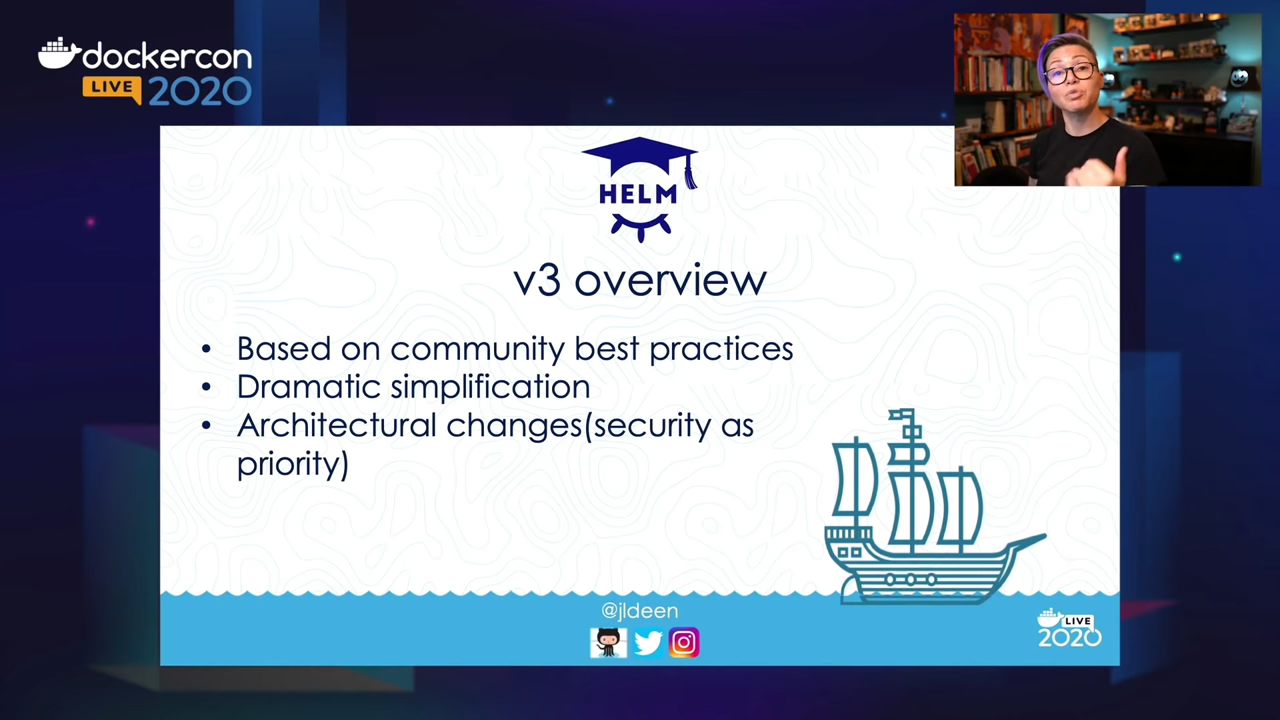 dockercon
LIVE 2020
HELM
v3 overview
• Based on community best practices
• Dramatic simplification
• Architectural changes(security as
priority)
@jldeen
LIVE
2020